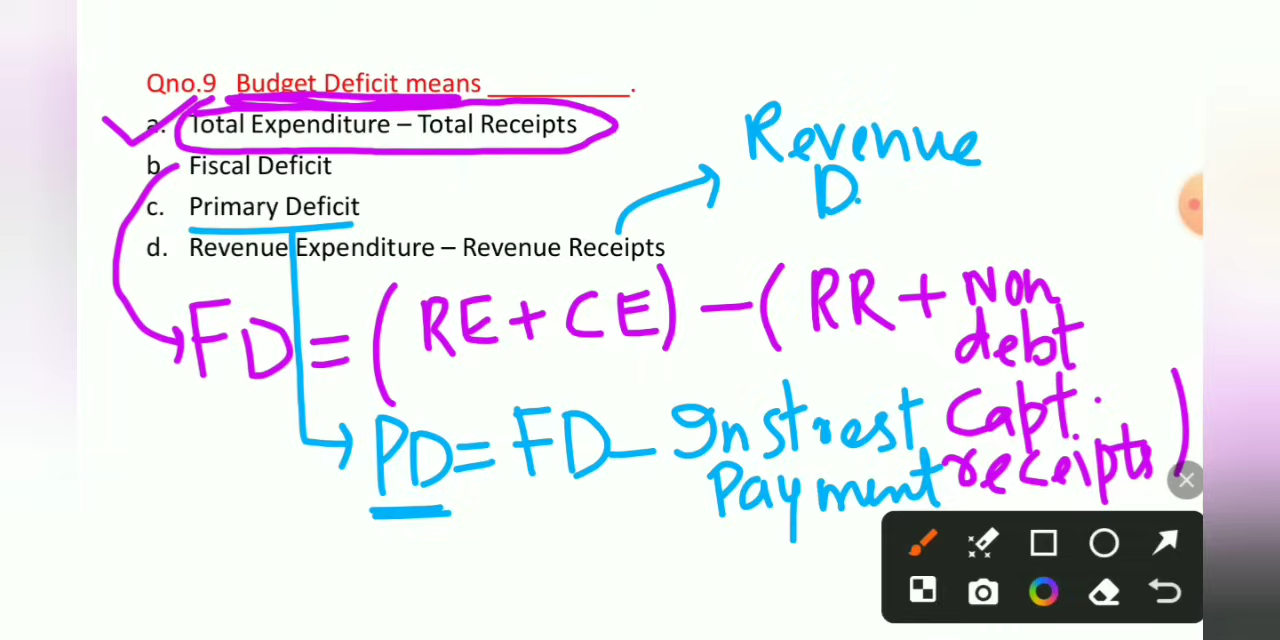 Qno.9 Budget Deficit means __________.
a. Total Expenditure – Total Receipts
b. Fiscal Deficit
c. Primary Deficit
d. Revenue Expenditure – Revenue Receipts
Revenue
D.
FD = (RE + CE) – (RR + Non
debt
Capt.
receipts)
PD = FD – Instrest
Payment